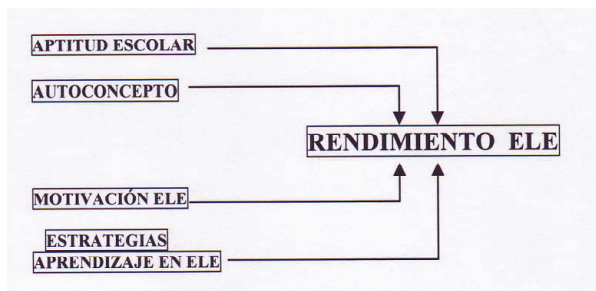 APTITUD ESCOLAR
AUTOCONCEPTO
RENDIMIENTO ELE
MOTIVACIÓN ELE
ESTRATEGIAS
APRENDIZAJE EN ELE